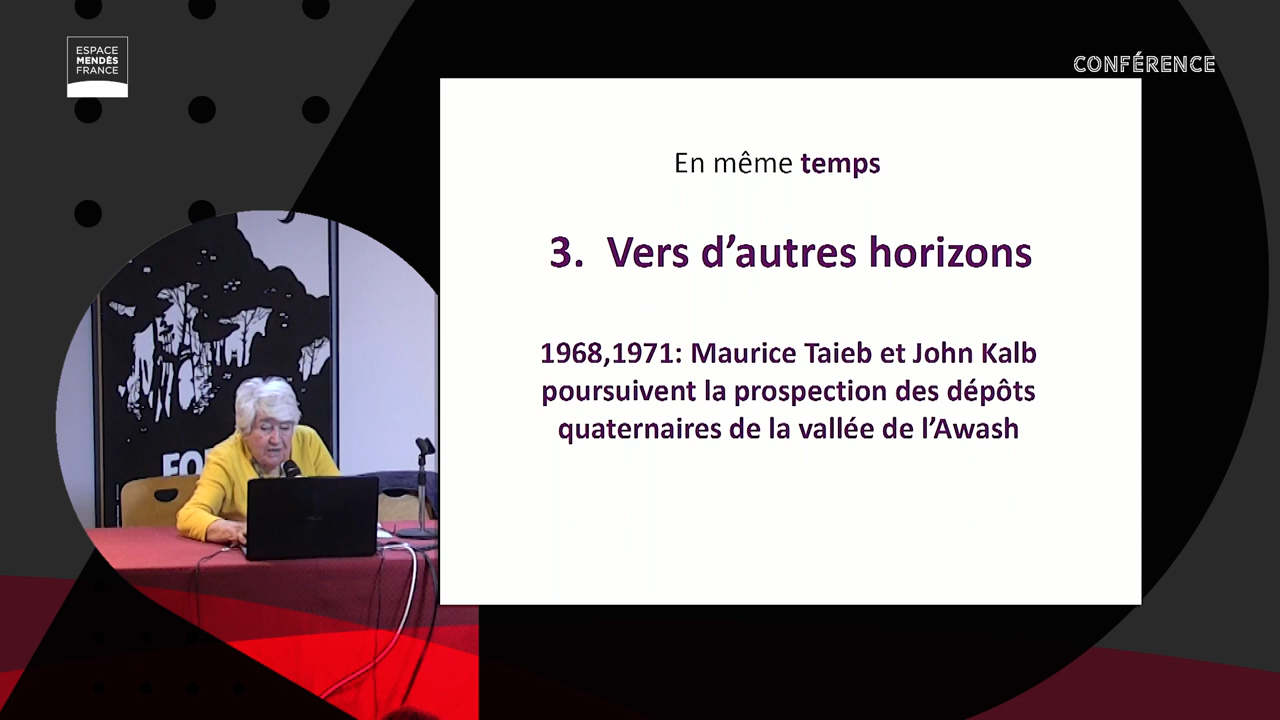 ESPACE
MENDÈS
FRANCE
CONFÉRENCE
En même temps
3. Vers d'autres horizons
1968,1971: Maurice Taieb et John Kalb
poursuivent la prospection des dépôts
quaternaires de la vallée de l'Awash